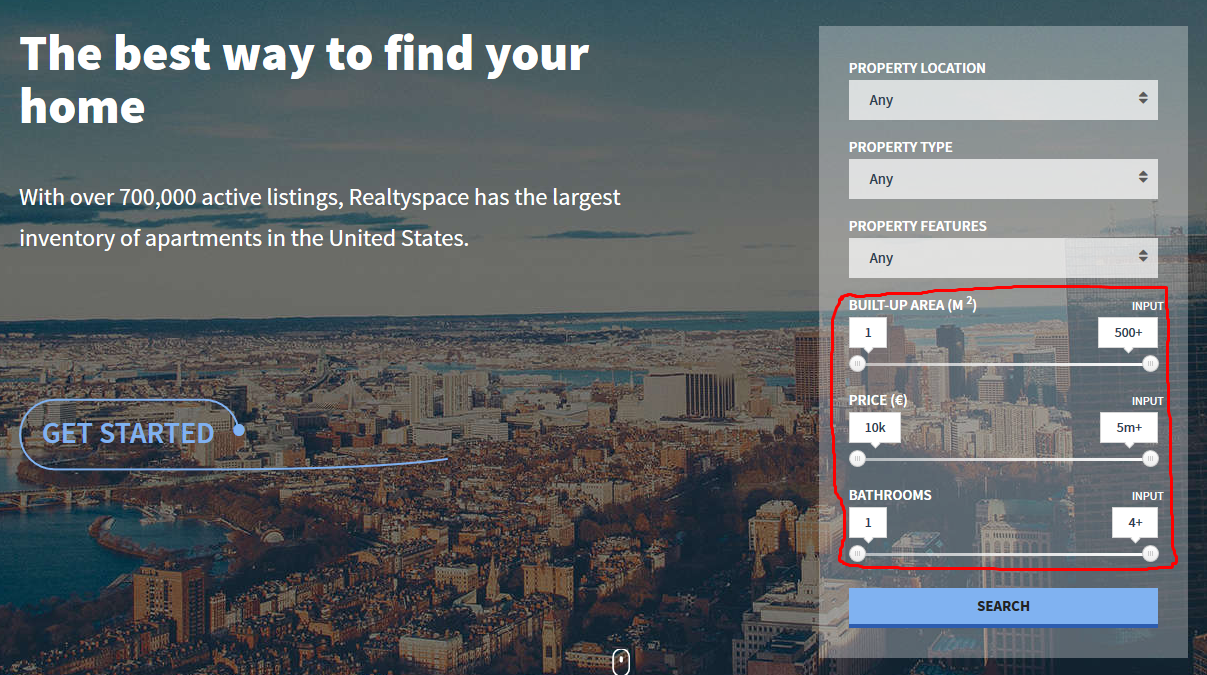 The best way to find your
home
With over 700,000 active listings, Realtyspace has the largest
inventory of apartments in the United States.
GET STARTED
PROPERTY LOCATION
Any
PROPERTY TYPE
Any
PROPERTY FEATURES
Any
BUILT-UP AREA (M ²) INPUT
1 500+
PRICE (€) INPUT
10k 5m+
BATHROOMS INPUT
1 4+
SEARCH